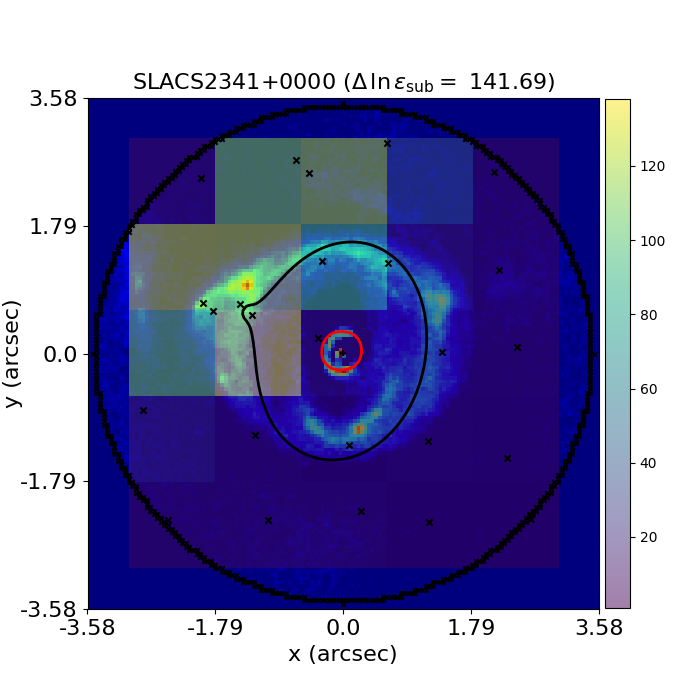 SLACS2341+0000 (Δ ln ε_sub = 141.69)
3.58
1.79
0.0
-1.79
-3.58
y (arcsec)
-3.58 -1.79 0.0 1.79 3.58
x (arcsec)
120
100
80
60
40
20